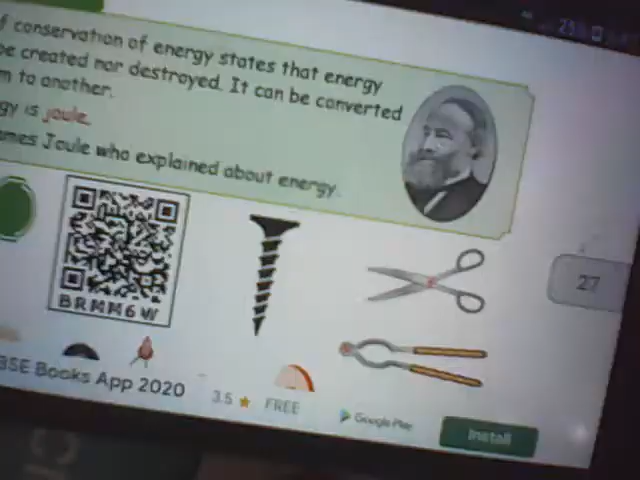 f conservation of energy states that energy
be created nor destroyed. It can be converted
m to another.
gy is joule.
ames Joule who explained about energy.
BRMM6W
27
BSE Books App 2020
3.5 ★ FREE
Google Play
Install